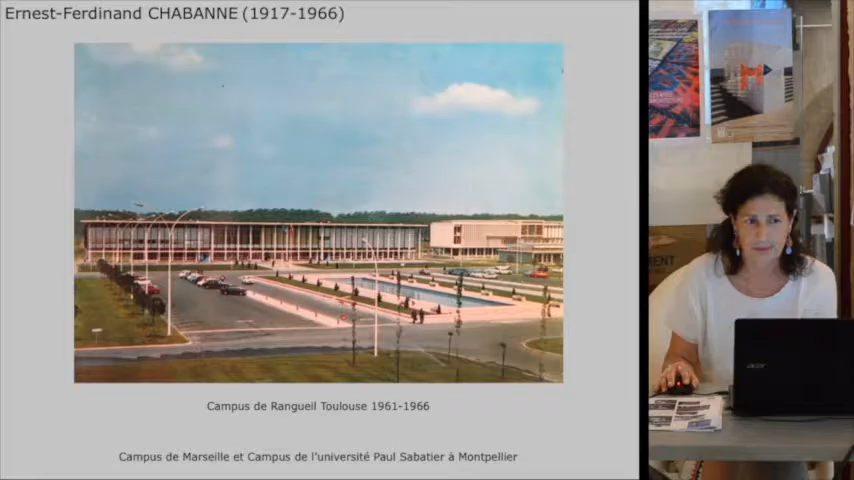 Ernest-Ferdinand CHABANNE (1917-1966)
Campus de Rangueil Toulouse 1961-1966
Campus de Marseille et Campus de l'université Paul Sabatier à Montpellier
acer